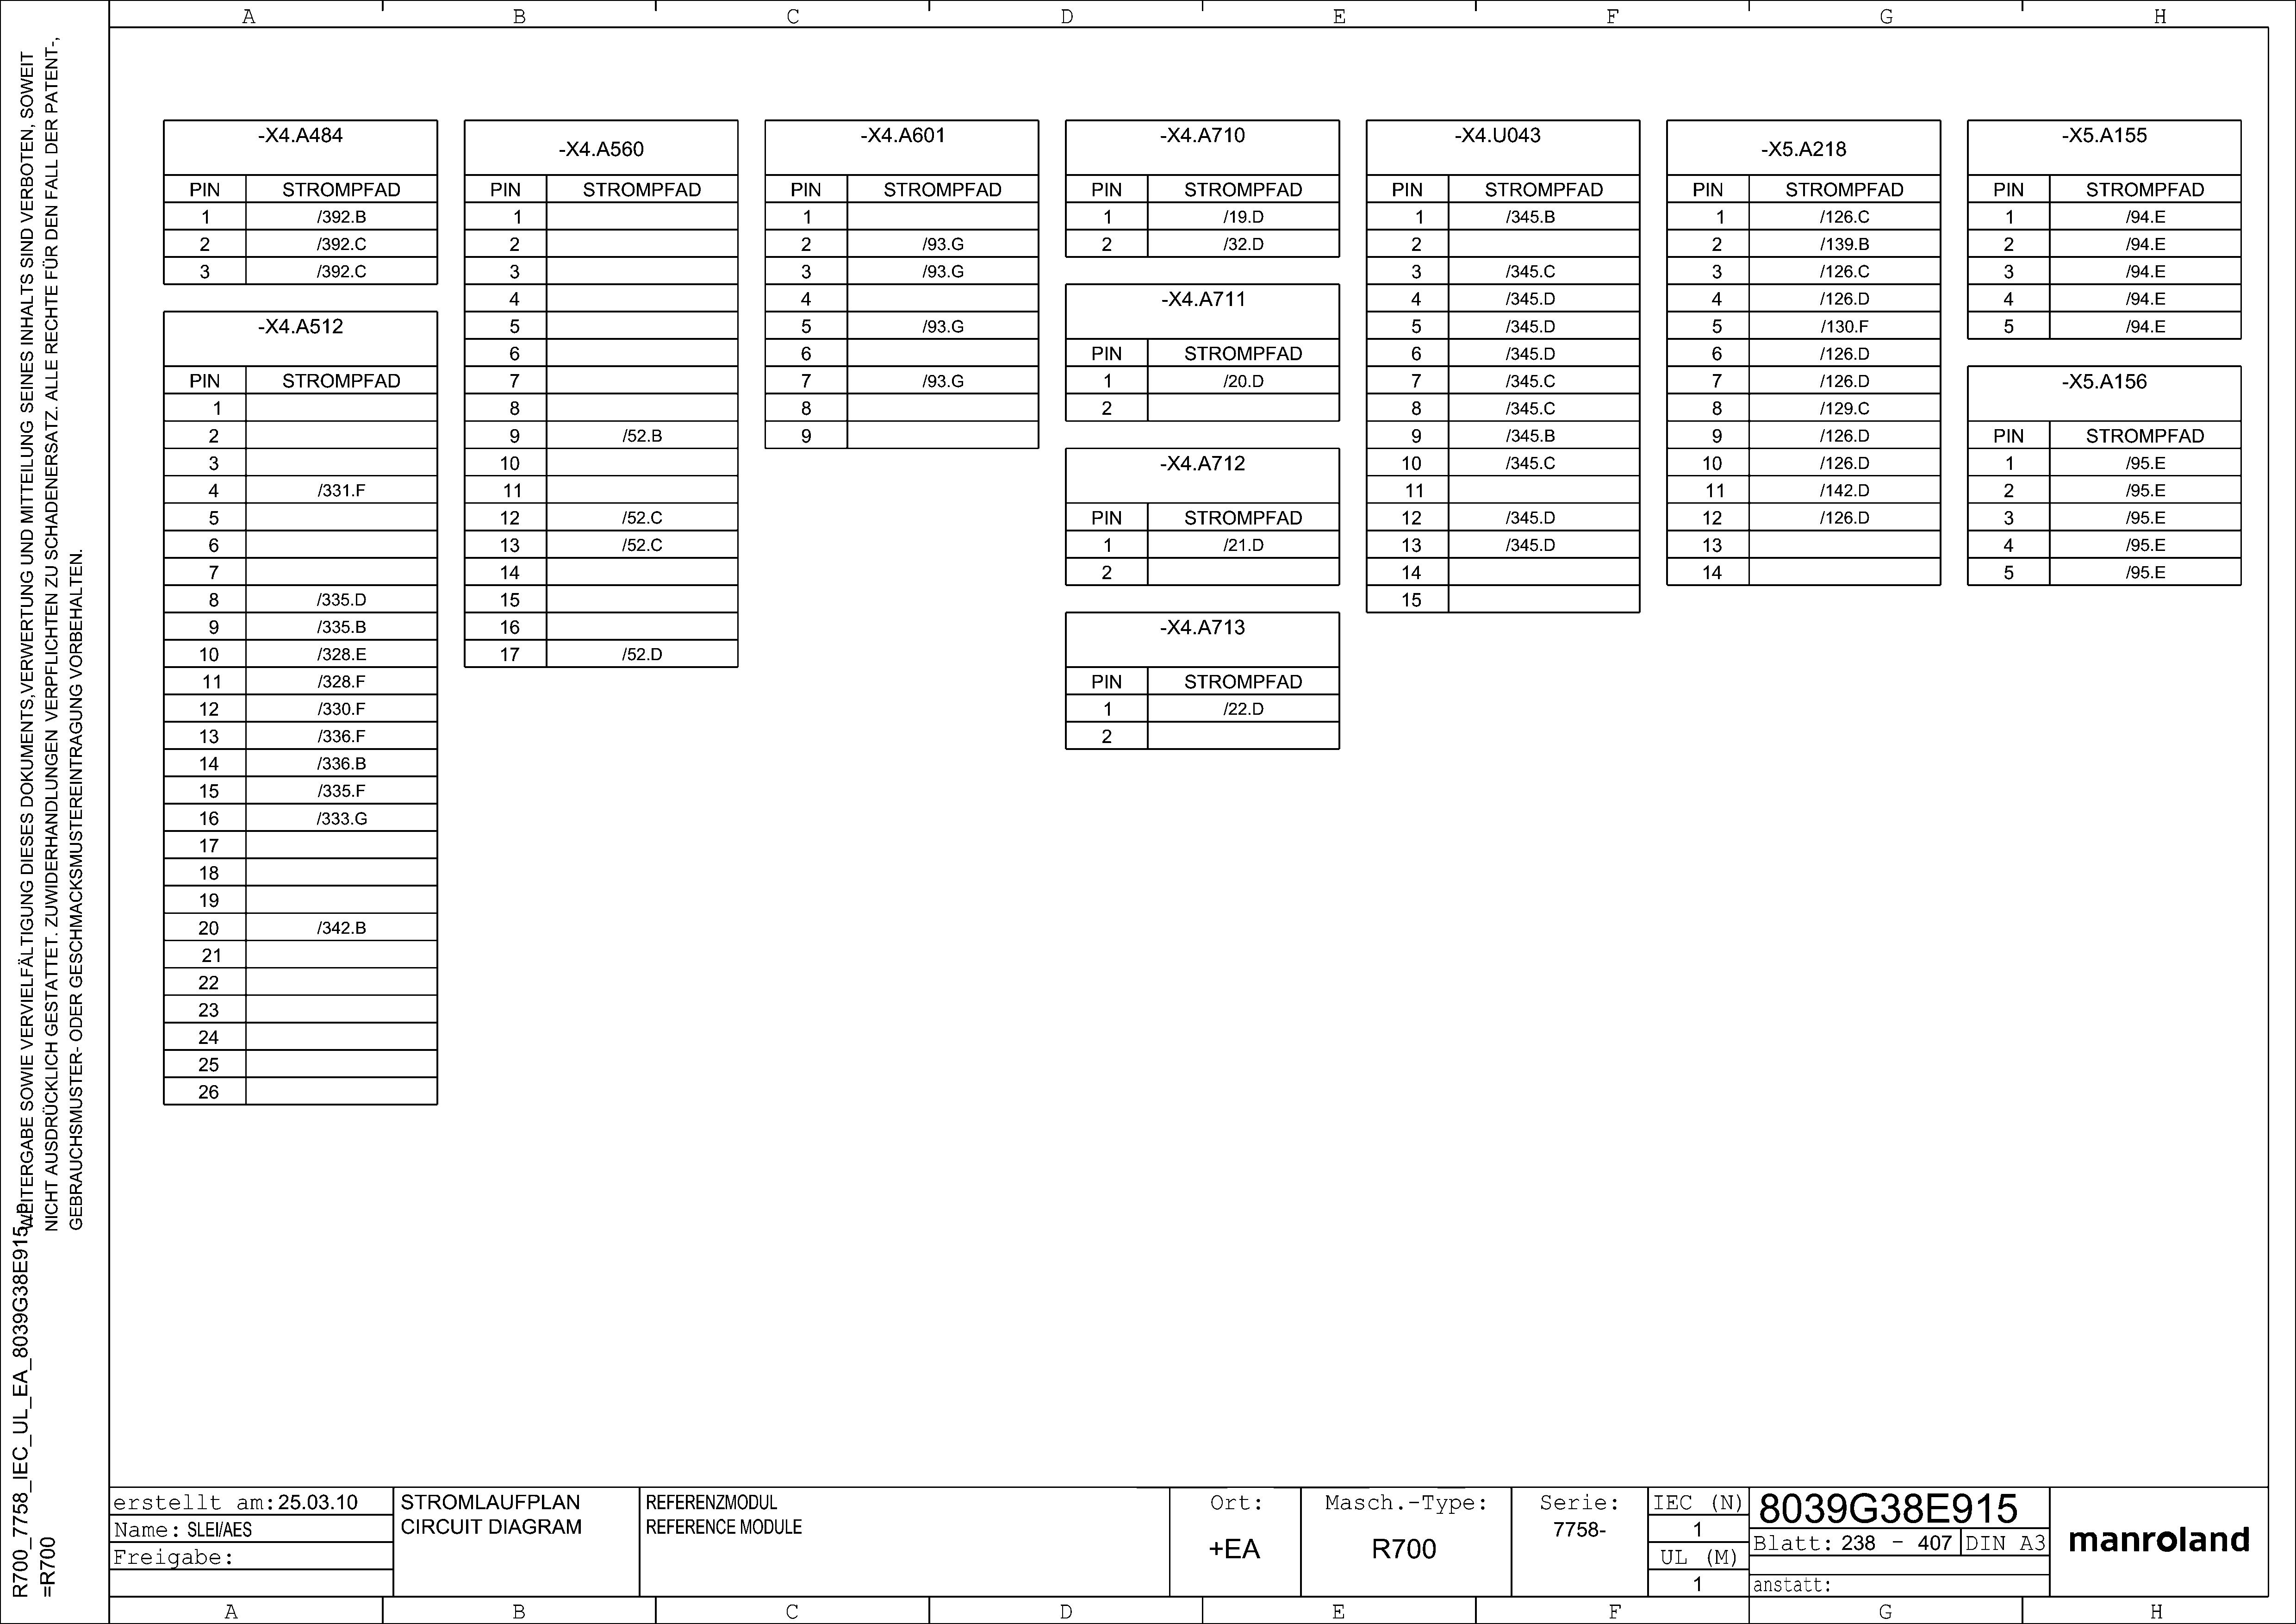 A B C D E F G H
WEITERGABE SOWIE VERVIELFÄLTIGUNG DIESES DOKUMENTS,VERWERTUNG UND MITTEILUNG SEINES INHALTS SIND VERBOTEN, SOWEIT
NICHT AUSDRÜCKLICH GESTATTET. ZUWIDERHANDLUNGEN VERPFLICHTEN ZU SCHADENERSATZ. ALLE RECHTE FÜR DEN FALL DER PATENT-,
GEBRAUCHSMUSTER- ODER GESCHMACKSMUSTEREINTRAGUNG VORBEHALTEN.
-X4.A484
PIN STROMPFAD
1 /392.B
2 /392.C
3 /392.C
-X4.A512
PIN STROMPFAD
1
2
3
4 /331.F
5
6
7
8 /335.D
9 /335.B
10 /328.E
11 /328.F
12 /330.F
13 /336.F
14 /336.B
15 /335.F
16 /333.G
17
18
19
20 /342.B
21
22
23
24
25
26
-X4.A560
PIN STROMPFAD
1
2
3
4
5
6
7
8
9 /52.B
10
11
12 /52.C
13 /52.C
14
15
16
17 /52.D
-X4.A601
PIN STROMPFAD
1
2 /93.G
3 /93.G
4
5 /93.G
6
7 /93.G
8
9
-X4.A710
PIN STROMPFAD
1 /19.D
2 /32.D
-X4.A711
PIN STROMPFAD
1 /20.D
2
-X4.A712
PIN STROMPFAD
1 /21.D
2
-X4.A713
PIN STROMPFAD
1 /22.D
2
-X4.U043
PIN STROMPFAD
1 /345.B
2
3 /345.C
4 /345.D
5 /345.D
6 /345.D
7 /345.C
8 /345.C
9 /345.B
10 /345.C
11
12 /345.D
13 /345.D
14
15
-X5.A218
PIN STROMPFAD
1 /126.C
2 /139.B
3 /126.C
4 /126.D
5 /130.F
6 /126.D
7 /126.D
8 /129.C
9 /126.D
10 /126.D
11 /142.D
12 /126.D
13
14
-X5.A155
PIN STROMPFAD
1 /94.E
2 /94.E
3 /94.E
4 /94.E
5 /94.E
-X5.A156
PIN STROMPFAD
1 /95.E
2 /95.E
3 /95.E
4 /95.E
5 /95.E
=R700
erstellt am: 25.03.10
Name: SLEI/AES
Freigabe:
STROMLAUFPLAN
CIRCUIT DIAGRAM
REFERENZMODUL
REFERENCE MODULE
Ort:
+EA
Masch.-Type:
R700
Serie:
7758-
IEC (N)
1
UL (M)
1
8039G38E915
Blatt: 238 - 407 DIN A3
anstatt:
manroland
A B C D E F G H